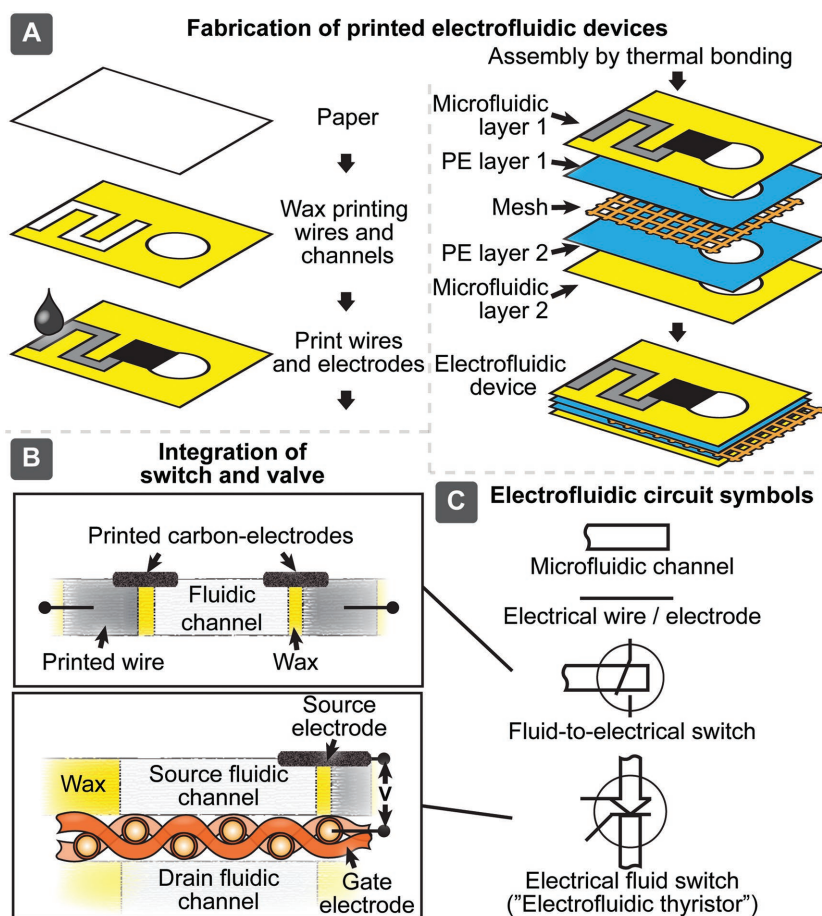 A
Fabrication of printed electrofluidic devices
Paper
Wax printing
wires and
channels
Print wires
and electrodes
Assembly by thermal bonding
Microfluidic
layer 1
PE layer 1
Mesh
PE layer 2
Microfluidic
layer 2
Electrofluidic
device
B
Integration of
switch and valve
Printed carbon-electrodes
Fluidic
channel
Printed wire
Wax
Source
electrode
Wax
Source fluidic
channel
V
Drain fluidic
channel
Gate
electrode
C
Electrofluidic circuit symbols
Microfluidic channel
Electrical wire / electrode
Fluid-to-electrical switch
Electrical fluid switch
("Electrofluidic thyristor")